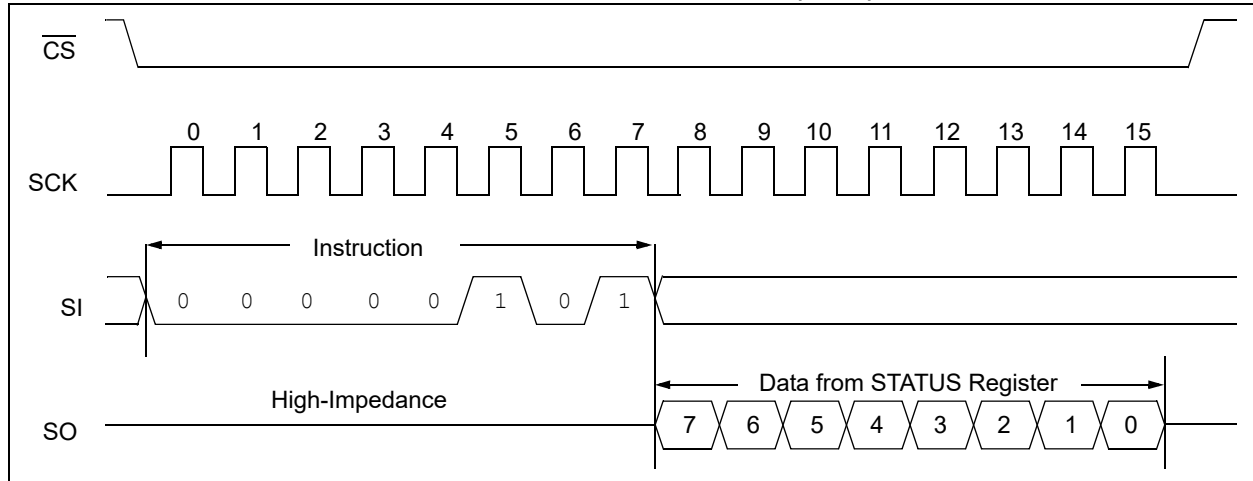 CS
0 1 2 3 4 5 6 7 8 9 10 11 12 13 14 15
SCK
Instruction
SI 0 0 0 0 0 1 0 1
Data from STATUS Register
High-Impedance
SO 7 6 5 4 3 2 1 0